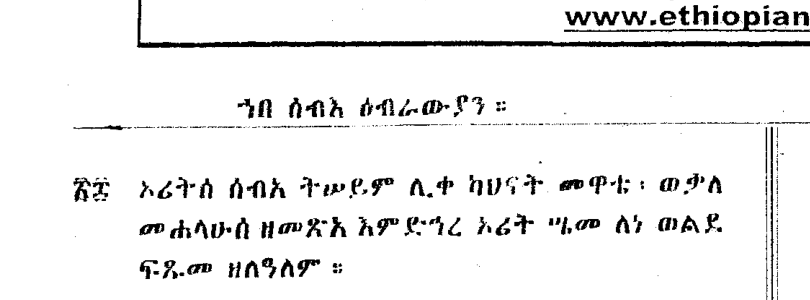 www.ethiopian
ኀበ ሰብአ ዕብራውያን ።
፳፰ ኦሪትሰ ሰብአ ትሠይም ሊቀ ካህናት መዋቴ ፡ ወቃለ
መሐላሁሰ ዘመጽአ እምድኅረ ኦሪት ሤመ ለነ ወልደ
ፍጹመ ዘለዓለም ።